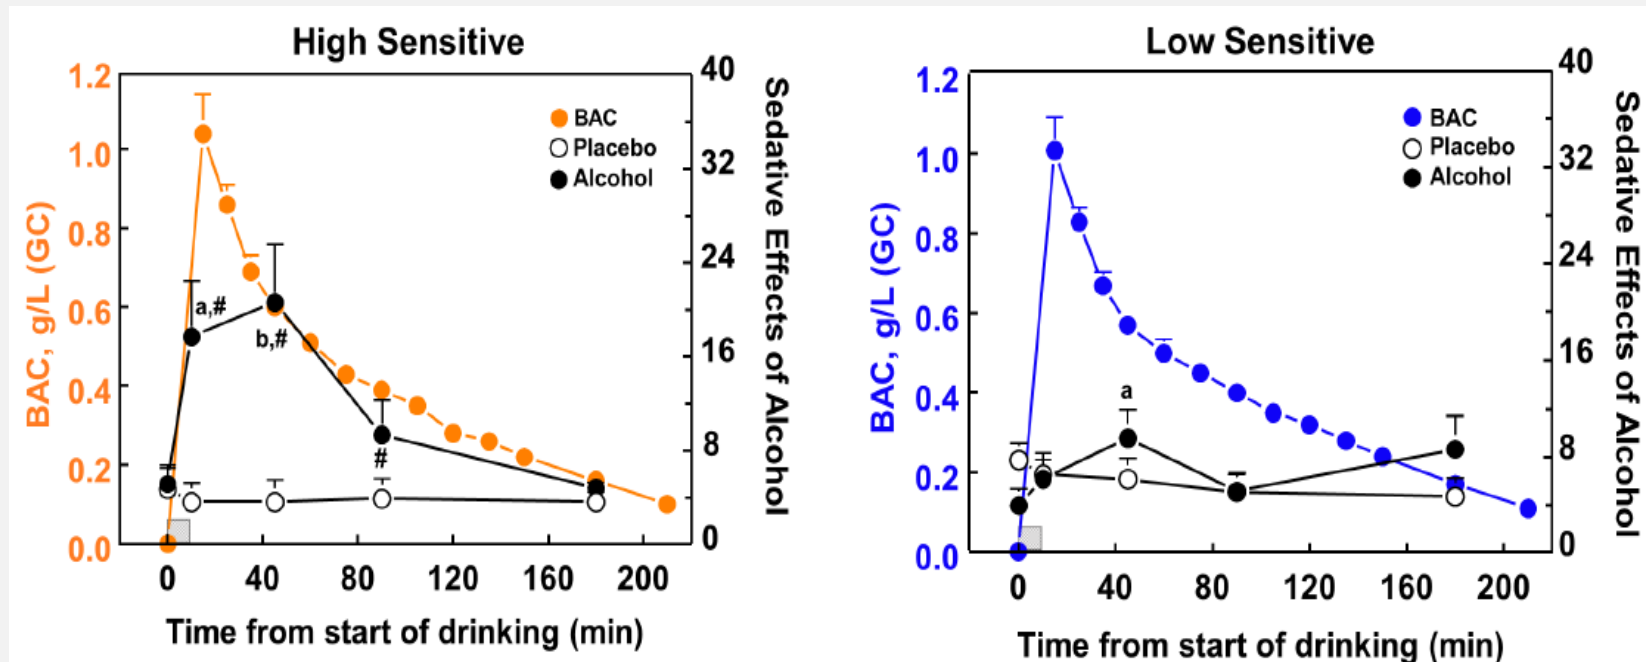 High Sensitive
BAC, g/L (GC)
1.2
1.0
0.8
0.6
0.4
0.2
0.0
40
32
24
16
8
0
Sedative Effects of Alcohol
BAC
Placebo
Alcohol
a,#
b,#
#
0 40 80 120 160 200
Time from start of drinking (min)
Low Sensitive
BAC, g/L (GC)
1.2
1.0
0.8
0.6
0.4
0.2
0.0
40
32
24
16
8
0
Sedative Effects of Alcohol
BAC
Placebo
Alcohol
a
0 40 80 120 160 200
Time from start of drinking (min)